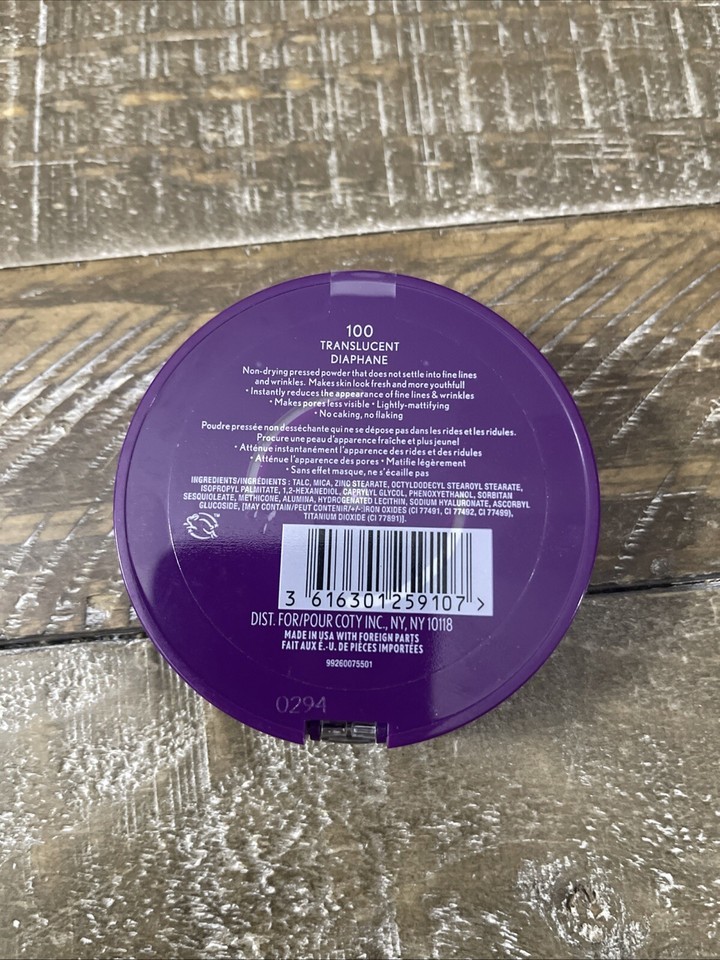 100
TRANSLUCENT
DIAPHANE
Non-drying pressed powder that does not settle into fine lines
and wrinkles. Makes skin look fresh and more youthfull
• Instantly reduces the appearance of fine lines & wrinkles
• Makes pores less visible • Lightly-mattifying
• No caking, no flaking
Poudre pressée non desséchante qui ne se dépose pas dans les rides et les ridules.
Procure une peau d'apparence fraîche et plus jeunel
• Atténue instantanément l'apparence des rides et des ridules
• Atténue l'apparence des pores • Matifie légèrement
• Sans effet masque, ne s'écaille pas
INGREDIENTS/INGRÉDIENTS : TALC, MICA, ZINC STEARATE, OCTYLDODECYL STEAROYL STEARATE,
ISOPROPYL PALMITATE, 1,2-HEXANEDIOL, CAPRYLYL GLYCOL, PHENOXYETHANOL, SORBITAN
SESQUIOLEATE, METHICONE, ALUMINA, HYDROGENATED LECITHIN, SODIUM HYALURONATE, ASCORBYL
GLUCOSIDE, [MAY CONTAIN/PEUT CONTENIR/+/-:IRON OXIDES (CI 77491, CI 77492, CI 77499),
TITANIUM DIOXIDE (CI 77891)].
3 616301 259107 >
DIST. FOR/POUR COTY INC., NY, NY 10118
MADE IN USA WITH FOREIGN PARTS
FAIT AUX É.-U. DE PIÈCES IMPORTÉES
99260075501
0294